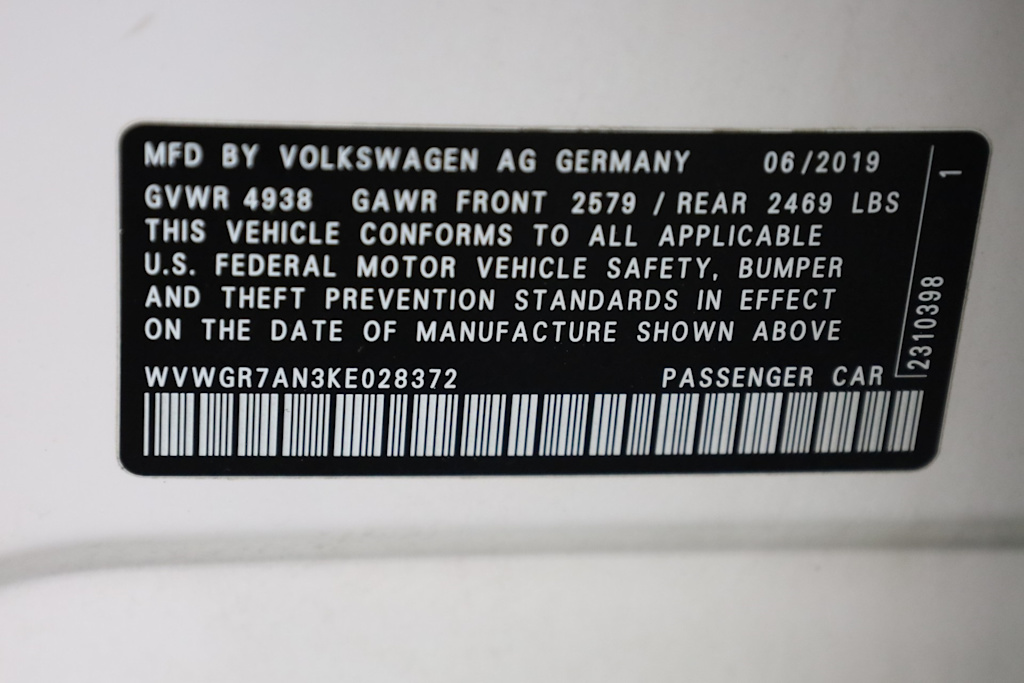 MFD BY VOLKSWAGEN AG GERMANY 06/2019
GVWR 4938 GAWR FRONT 2579 / REAR 2469 LBS
THIS VEHICLE CONFORMS TO ALL APPLICABLE
U.S. FEDERAL MOTOR VEHICLE SAFETY, BUMPER
AND THEFT PREVENTION STANDARDS IN EFFECT
ON THE DATE OF MANUFACTURE SHOWN ABOVE
WVWGR7AN3KE028372 PASSENGER CAR
2310398 1